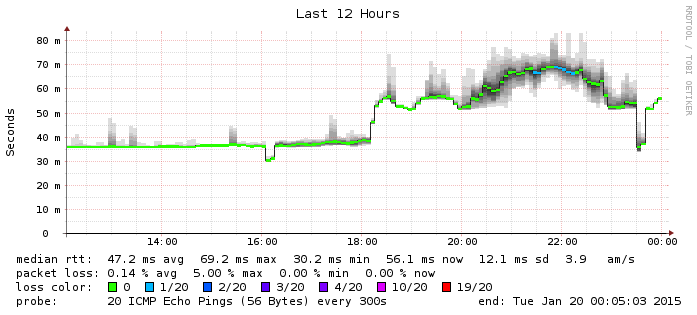 Last 12 Hours
RRDTOOL / TOBI OETIKER
Seconds
80 m
70 m
60 m
50 m
40 m
30 m
20 m
10 m
0
14:00 16:00 18:00 20:00 22:00 00:00
median rtt: 47.2 ms avg 69.2 ms max 30.2 ms min 56.1 ms now 12.1 ms sd 3.9 am/s
packet loss: 0.14 % avg 5.00 % max 0.00 % min 0.00 % now
loss color: 0 1/20 2/20 3/20 4/20 10/20 19/20
probe: 20 ICMP Echo Pings (56 Bytes) every 300s end: Tue Jan 20 00:05:03 2015